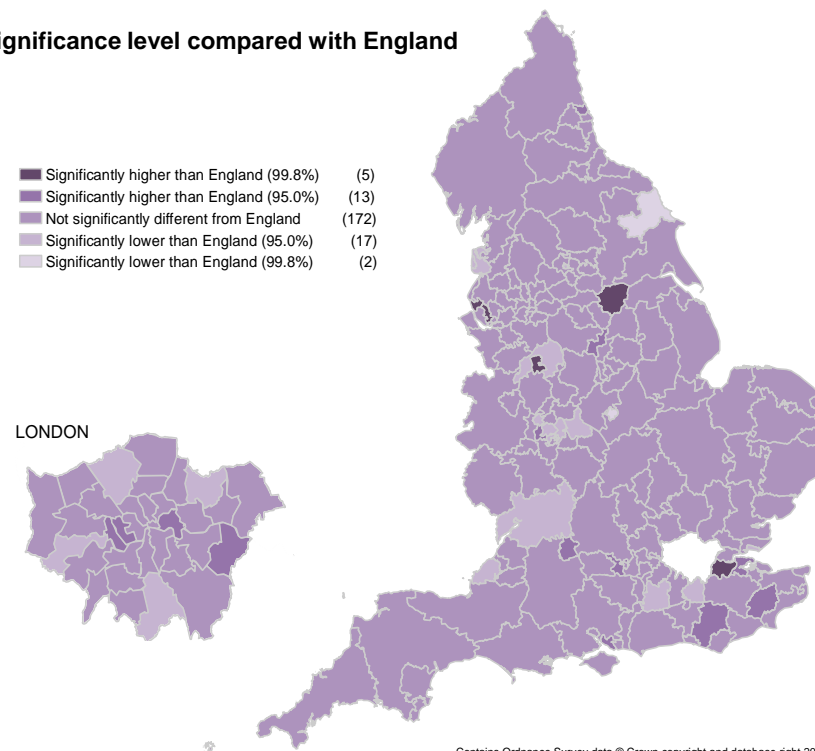 ignificance level compared with England
Significantly higher than England (99.8%) (5)
Significantly higher than England (95.0%) (13)
Not significantly different from England (172)
Significantly lower than England (95.0%) (17)
Significantly lower than England (99.8%) (2)
LONDON
Contains Ordnance Survey data © Crown copyright and database right 20